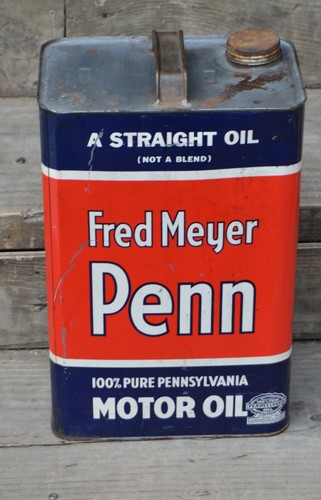 A STRAIGHT OIL
(NOT A BLEND)
Fred Meyer
Penn
100% PURE PENNSYLVANIA
MOTOR OIL